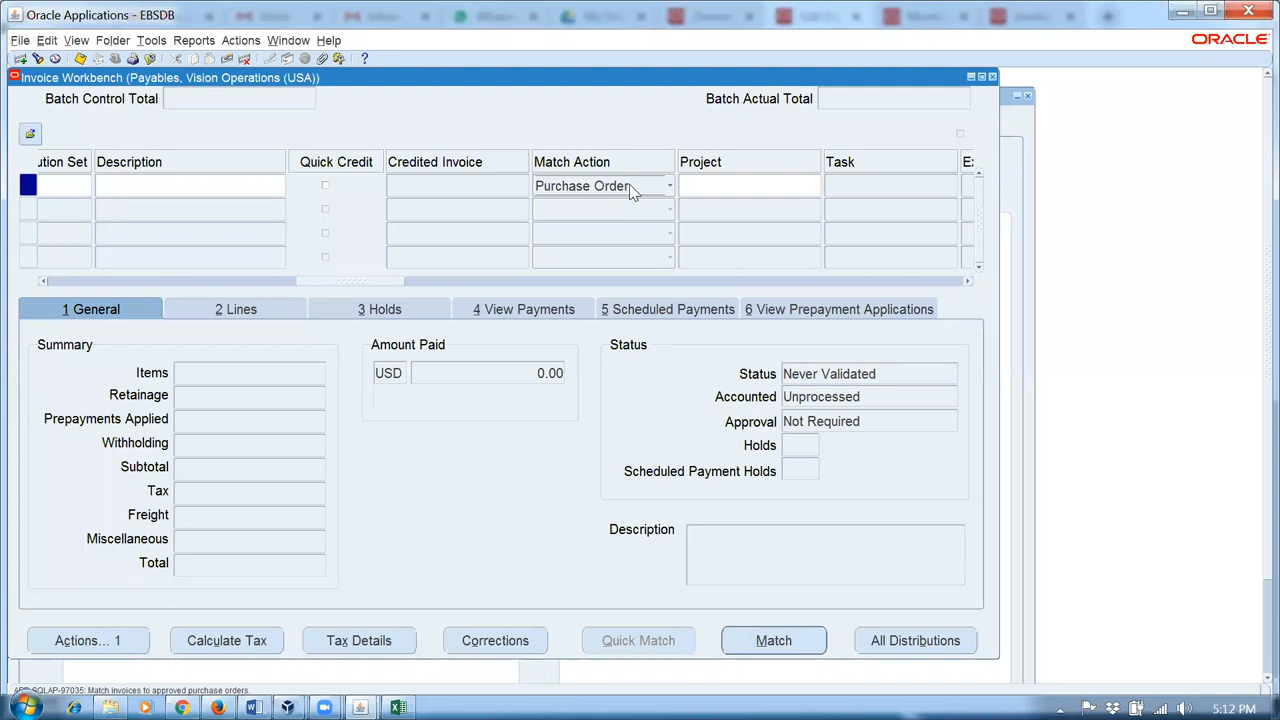 Oracle Applications - EBSDB
File Edit View Folder Tools Reports Actions Window Help
ORACLE
Invoice Workbench (Payables, Vision Operations (USA))
Batch Control Total
Batch Actual Total
ution Set Description Quick Credit Credited Invoice Match Action Project Task Ex
Purchase Order
1 General 2 Lines 3 Holds 4 View Payments 5 Scheduled Payments 6 View Prepayment Applications
Summary
Items
Retainage
Prepayments Applied
Withholding
Subtotal
Tax
Freight
Miscellaneous
Total
Amount Paid
USD 0.00
Status
Status Never Validated
Accounted Unprocessed
Approval Not Required
Holds
Scheduled Payment Holds
Description
Actions... 1 Calculate Tax Tax Details Corrections Quick Match Match All Distributions
SQLAP-97035: Match invoices to approved purchase orders.
5:12 PM